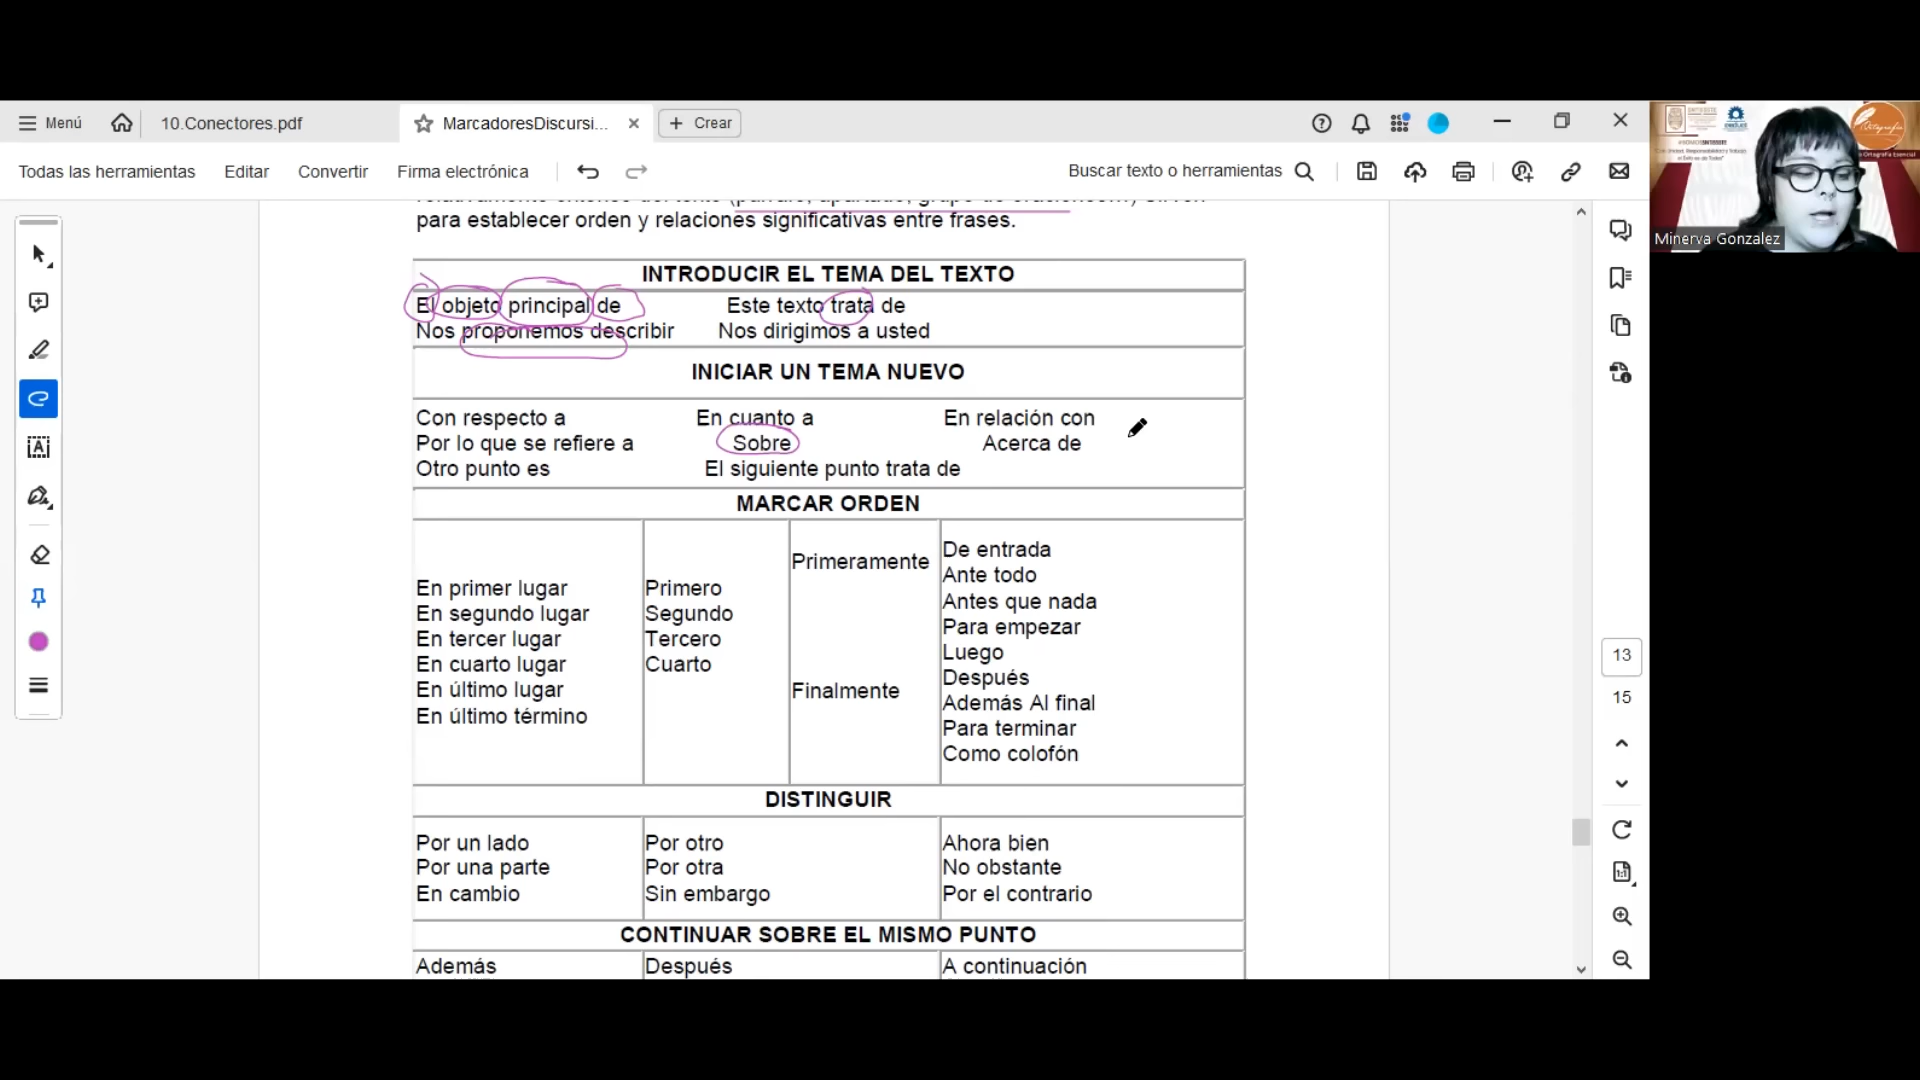 Menú
10.Conectores.pdf
MarcadoresDiscursi...
Crear
Todas las herramientas
Editar
Convertir
Firma electrónica
Buscar texto o herramientas
para establecer orden y relaciones significativas entre frases.
INTRODUCIR EL TEMA DEL TEXTO
El objeto principal de Este texto trata de
Nos proponemos describir Nos dirigimos a usted
INICIAR UN TEMA NUEVO
Con respecto a En cuanto a En relación con
Por lo que se refiere a Sobre Acerca de
Otro punto es El siguiente punto trata de
MARCAR ORDEN
En primer lugar
En segundo lugar
En tercer lugar
En cuarto lugar
En último lugar
En último término
Primero
Segundo
Tercero
Cuarto
Primeramente
Finalmente
De entrada
Ante todo
Antes que nada
Para empezar
Luego
Después
Además Al final
Para terminar
Como colofón
DISTINGUIR
Por un lado Por otro Ahora bien
Por una parte Por otra No obstante
En cambio Sin embargo Por el contrario
CONTINUAR SOBRE EL MISMO PUNTO
Además Después A continuación
13
15
Minerva Gonzalez